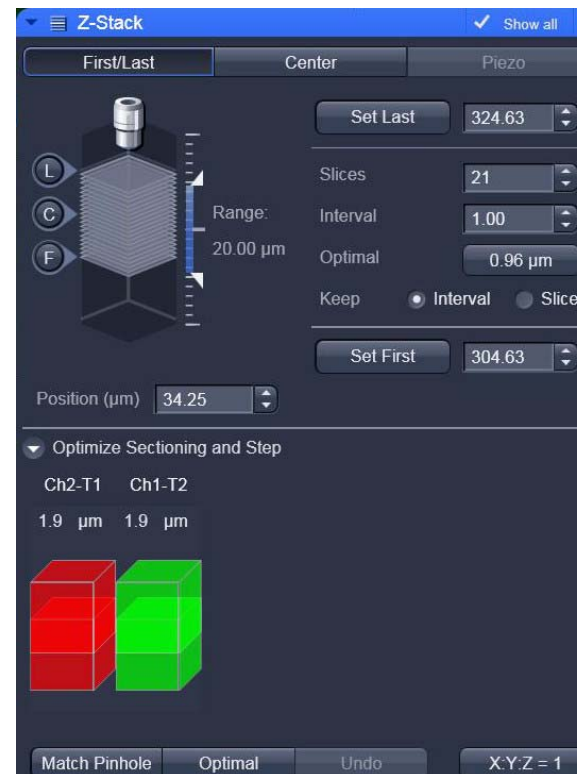 Z-Stack ✓ Show all
First/Last Center Piezo
Set Last 324.63
L
Slices 21
C Range: Interval 1.00
20.00 μm Optimal 0.96 μm
F
Keep Interval Slice
Set First 304.63
Position (μm) 34.25
Optimize Sectioning and Step
Ch2-T1 Ch1-T2
1.9 μm 1.9 μm
Match Pinhole Optimal Undo X:Y:Z = 1